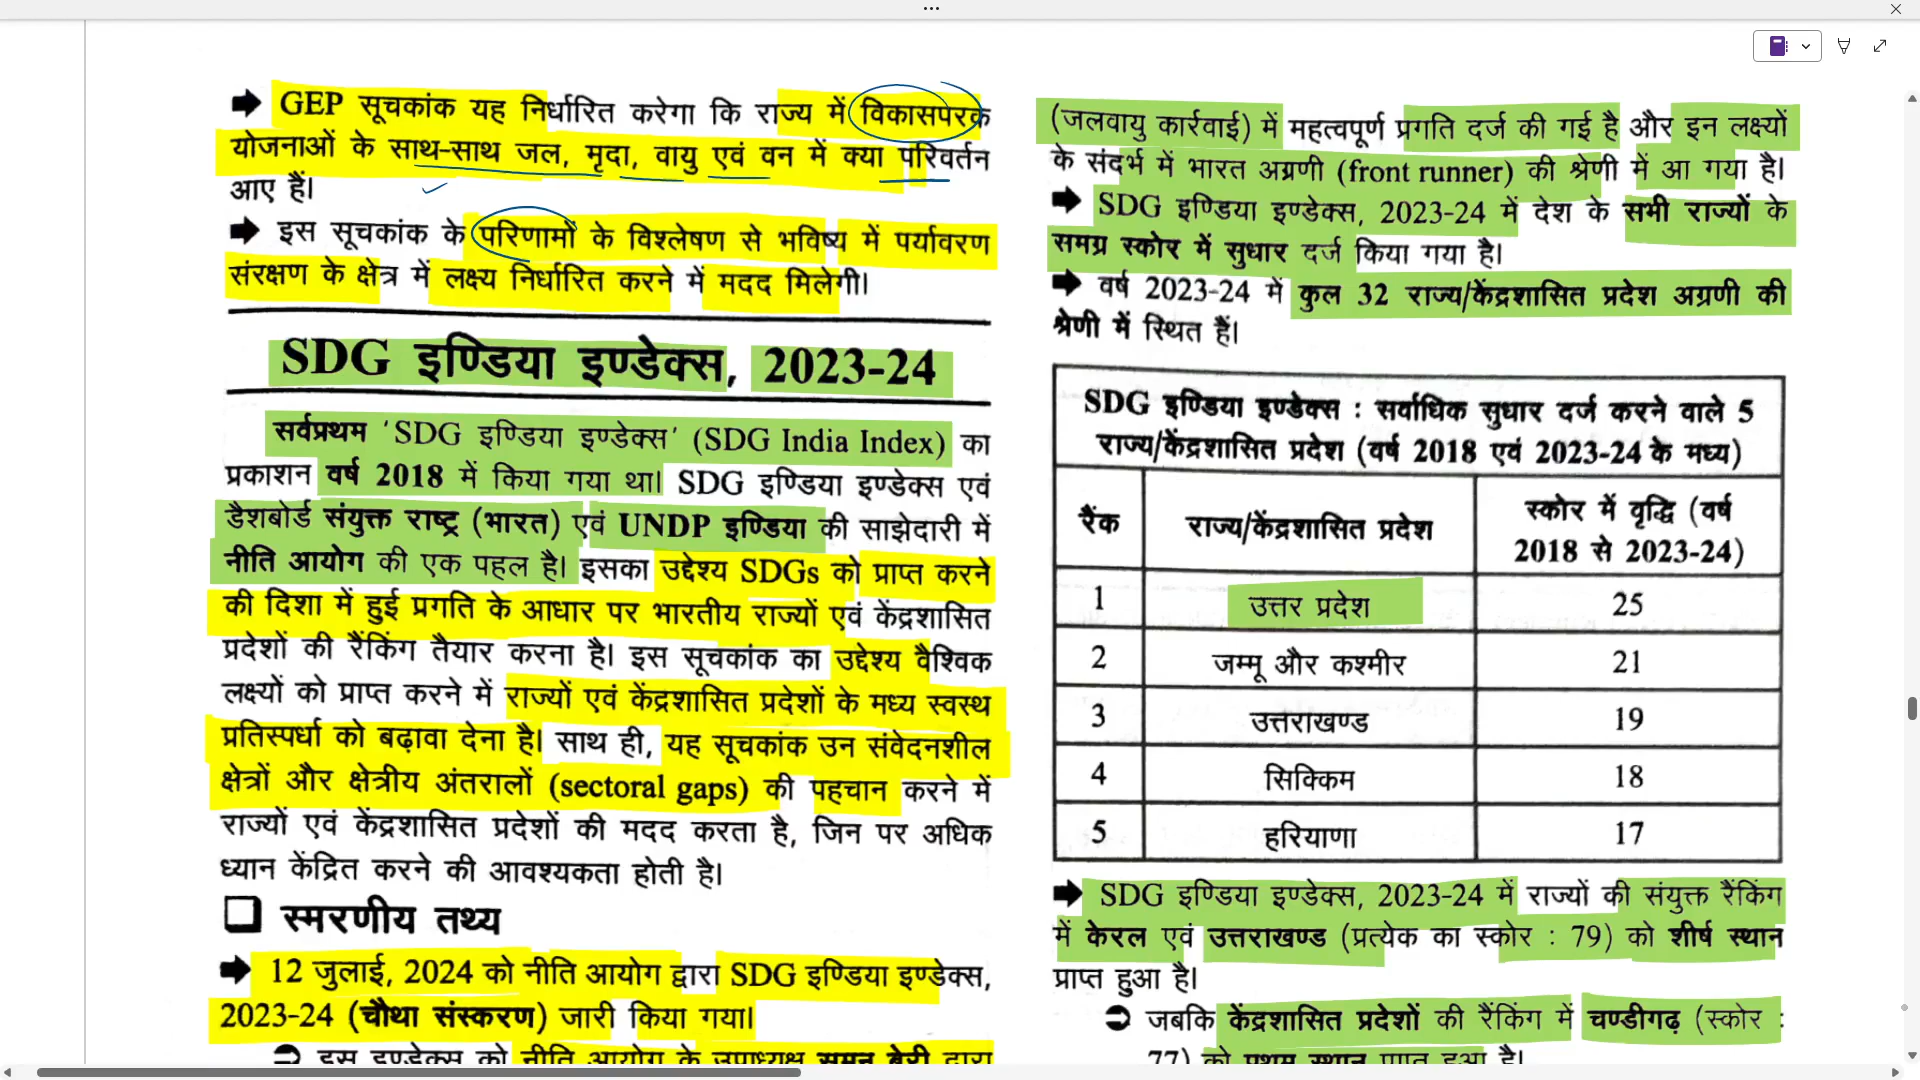 ➡ GEP सूचकांक यह निर्धारित करेगा कि राज्य में विकासपरक
योजनाओं के साथ-साथ जल, मृदा, वायु एवं वन में क्या परिवर्तन
आए हैं।
➡ इस सूचकांक के परिणामों के विश्लेषण से भविष्य में पर्यावरण
संरक्षण के क्षेत्र में लक्ष्य निर्धारित करने में मदद मिलेगी।
SDG इण्डिया इण्डेक्स, 2023-24
सर्वप्रथम 'SDG इण्डिया इण्डेक्स' (SDG India Index) का
प्रकाशन वर्ष 2018 में किया गया था। SDG इण्डिया इण्डेक्स एवं
डैशबोर्ड संयुक्त राष्ट्र (भारत) एवं UNDP इण्डिया की साझेदारी में
नीति आयोग की एक पहल है। इसका उद्देश्य SDGs को प्राप्त करने
की दिशा में हुई प्रगति के आधार पर भारतीय राज्यों एवं केंद्रशासित
प्रदेशों की रैंकिंग तैयार करना है। इस सूचकांक का उद्देश्य वैश्विक
लक्ष्यों को प्राप्त करने में राज्यों एवं केंद्रशासित प्रदेशों के मध्य स्वस्थ
प्रतिस्पर्धा को बढ़ावा देना है। साथ ही, यह सूचकांक उन संवेदनशील
क्षेत्रों और क्षेत्रीय अंतरालों (sectoral gaps) की पहचान करने में
राज्यों एवं केंद्रशासित प्रदेशों की मदद करता है, जिन पर अधिक
ध्यान केंद्रित करने की आवश्यकता होती है।
❑ स्मरणीय तथ्य
➡ 12 जुलाई, 2024 को नीति आयोग द्वारा SDG इण्डिया इण्डेक्स,
2023-24 (चौथा संस्करण) जारी किया गया।
➲ इस इण्डेक्स को नीति आयोग के उपाध्यक्ष सुमन बेरी द्वारा
(जलवायु कार्रवाई) में महत्वपूर्ण प्रगति दर्ज की गई है और इन लक्ष्यों
के संदर्भ में भारत अग्रणी (front runner) की श्रेणी में आ गया है।
➡ SDG इण्डिया इण्डेक्स, 2023-24 में देश के सभी राज्यों के
समग्र स्कोर में सुधार दर्ज किया गया है।
➡ वर्ष 2023-24 में कुल 32 राज्य/केंद्रशासित प्रदेश अग्रणी की
श्रेणी में स्थित हैं।
SDG इण्डिया इण्डेक्स : सर्वाधिक सुधार दर्ज करने वाले 5
राज्य/केंद्रशासित प्रदेश (वर्ष 2018 एवं 2023-24 के मध्य)
रैंक राज्य/केंद्रशासित प्रदेश स्कोर में वृद्धि (वर्ष
2018 से 2023-24)
1 उत्तर प्रदेश 25
2 जम्मू और कश्मीर 21
3 उत्तराखण्ड 19
4 सिक्किम 18
5 हरियाणा 17
➡ SDG इण्डिया इण्डेक्स, 2023-24 में राज्यों की संयुक्त रैंकिंग
में केरल एवं उत्तराखण्ड (प्रत्येक का स्कोर : 79) को शीर्ष स्थान
प्राप्त हुआ है।
➲ जबकि केंद्रशासित प्रदेशों की रैंकिंग में चण्डीगढ़ (स्कोर :
77) को प्रथम स्थान प्राप्त हुआ है।